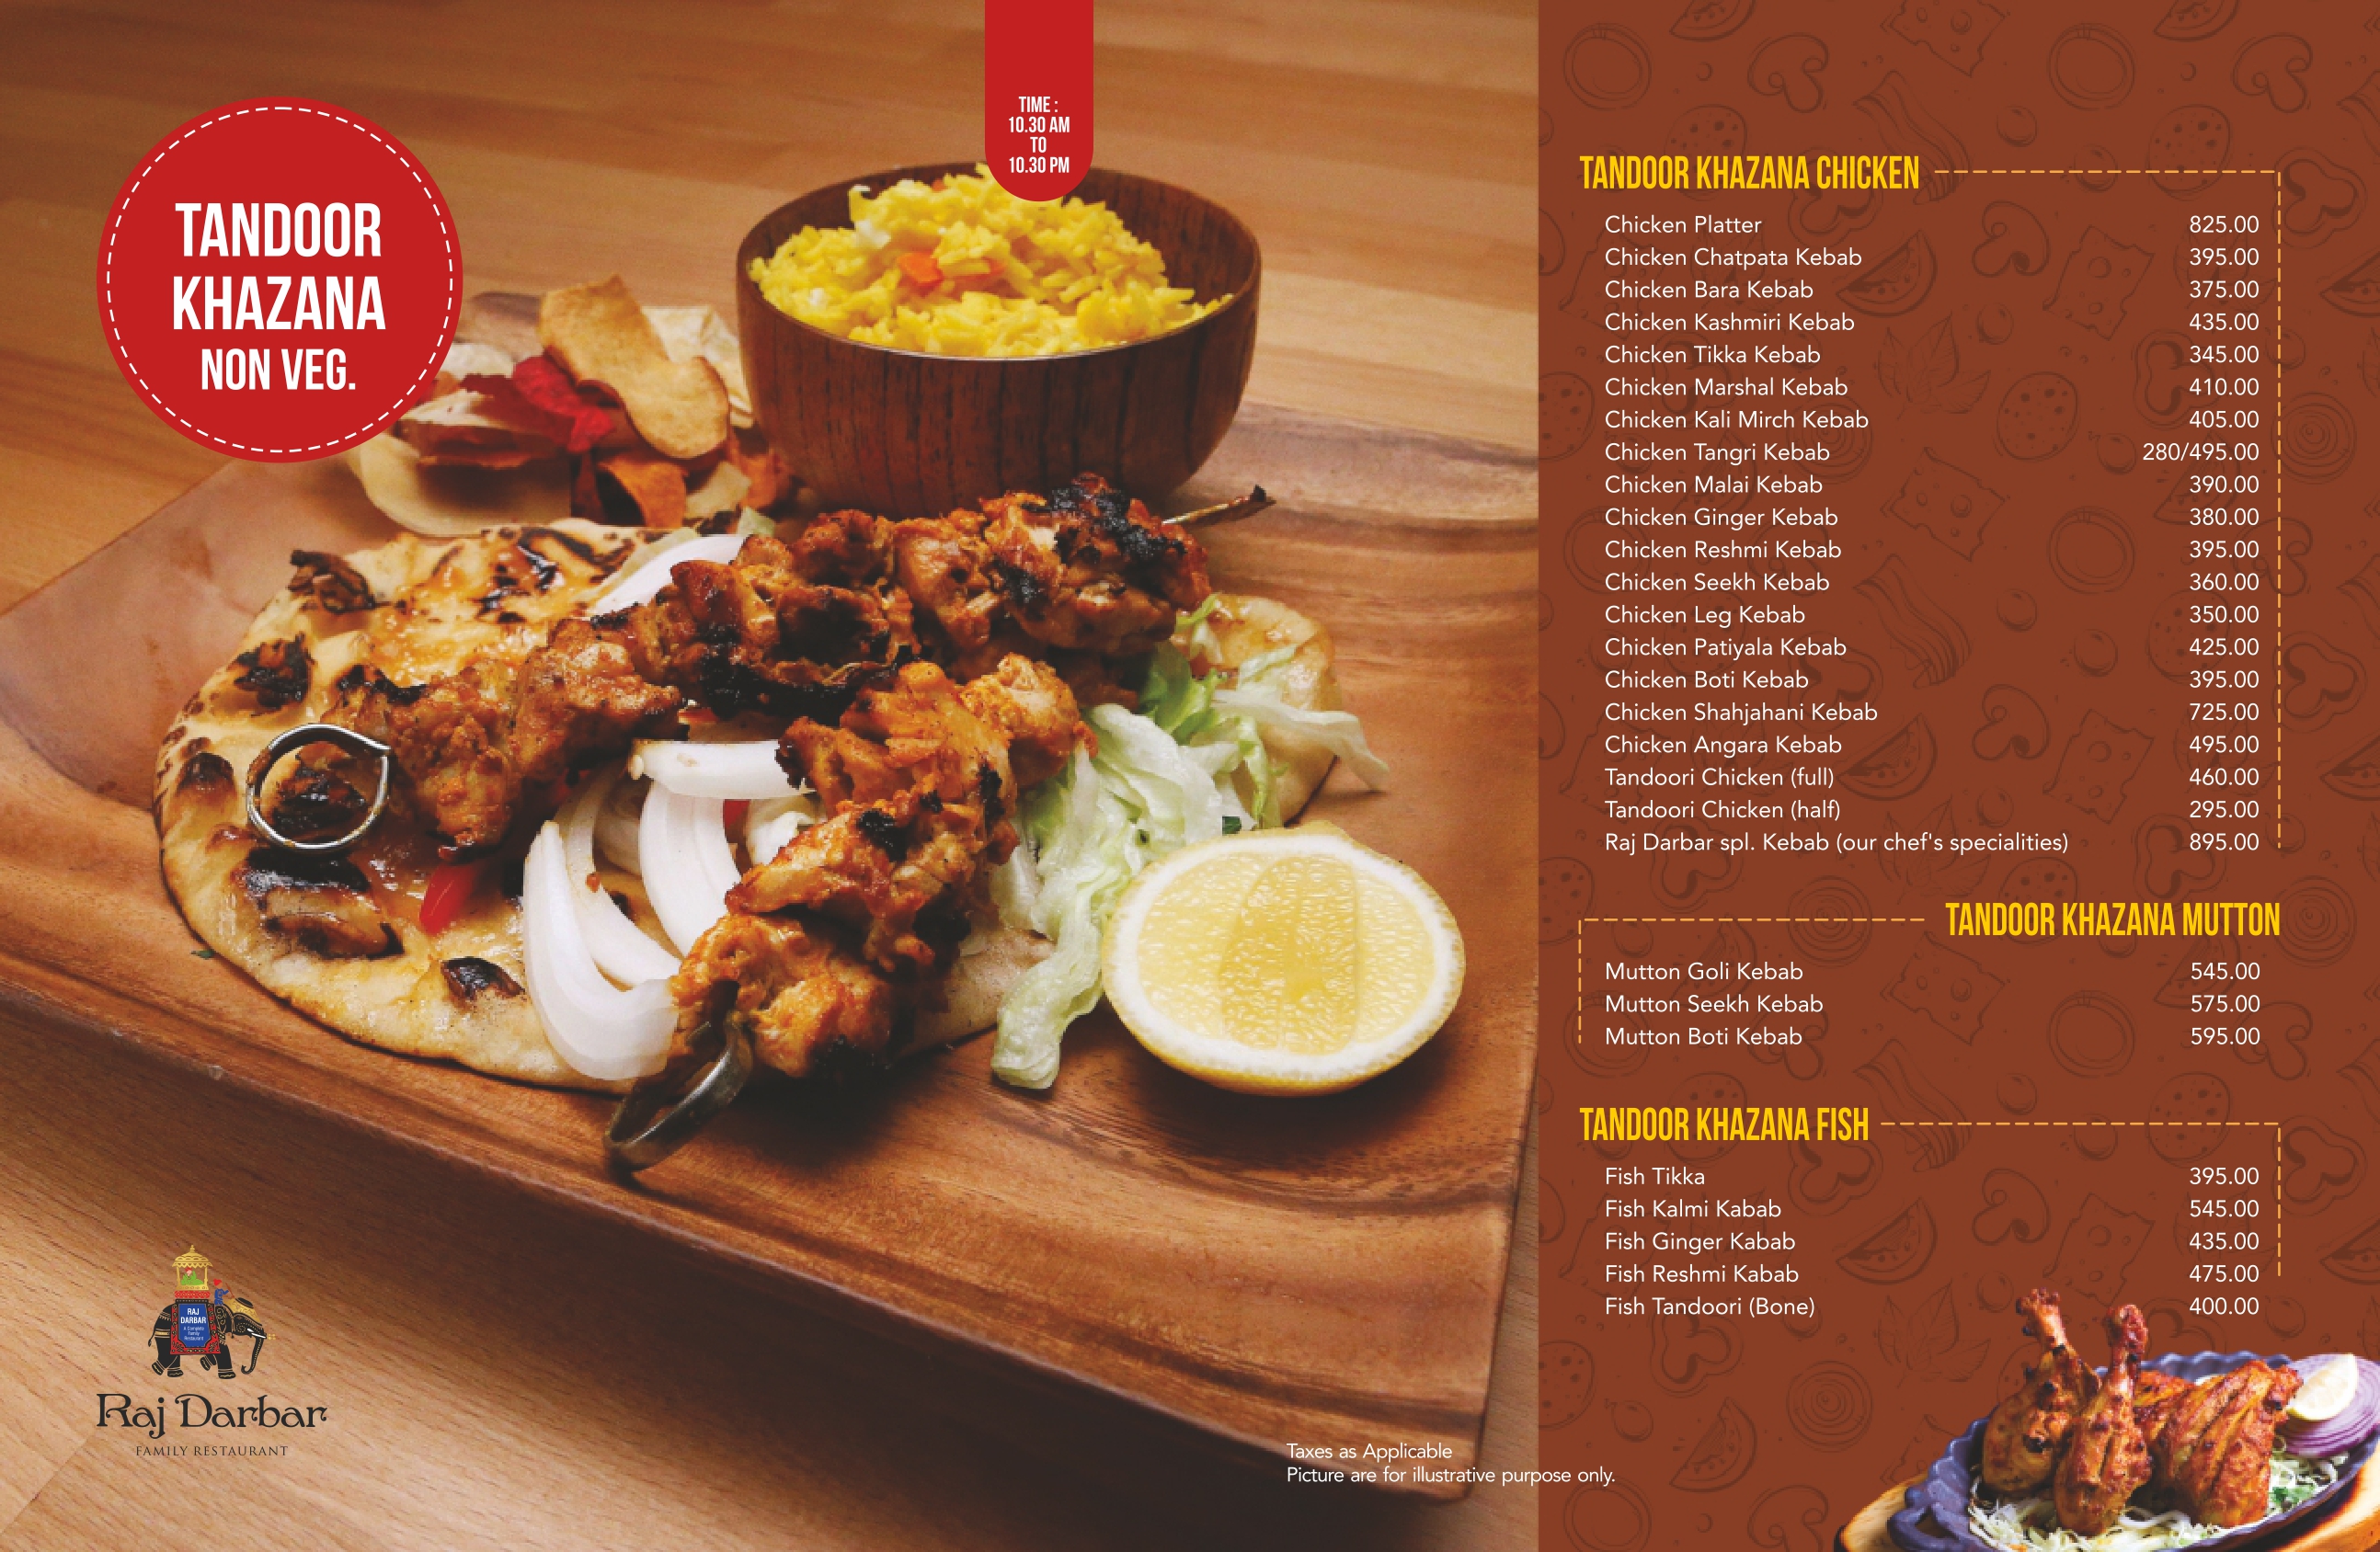 TANDOOR
KHAZANA
NON VEG.
TIME :
10.30 AM
TO
10.30 PM
TANDOOR KHAZANA CHICKEN
Chicken Platter 825.00
Chicken Chatpata Kebab 395.00
Chicken Bara Kebab 375.00
Chicken Kashmiri Kebab 435.00
Chicken Tikka Kebab 345.00
Chicken Marshal Kebab 410.00
Chicken Kali Mirch Kebab 405.00
Chicken Tangri Kebab 280/495.00
Chicken Malai Kebab 390.00
Chicken Ginger Kebab 380.00
Chicken Reshmi Kebab 395.00
Chicken Seekh Kebab 360.00
Chicken Leg Kebab 350.00
Chicken Patiyala Kebab 425.00
Chicken Boti Kebab 395.00
Chicken Shahjahani Kebab 725.00
Chicken Angara Kebab 495.00
Tandoori Chicken (full) 460.00
Tandoori Chicken (half) 295.00
Raj Darbar spl. Kebab (our chef's specialities) 895.00
TANDOOR KHAZANA MUTTON
Mutton Goli Kebab 545.00
Mutton Seekh Kebab 575.00
Mutton Boti Kebab 595.00
TANDOOR KHAZANA FISH
Fish Tikka 395.00
Fish Kalmi Kabab 545.00
Fish Ginger Kabab 435.00
Fish Reshmi Kabab 475.00
Fish Tandoori (Bone) 400.00
RAJ
DARBAR
A Complete
Family
Restaurant
Raj Darbar
FAMILY RESTAURANT
Taxes as Applicable
Picture are for illustrative purpose only.